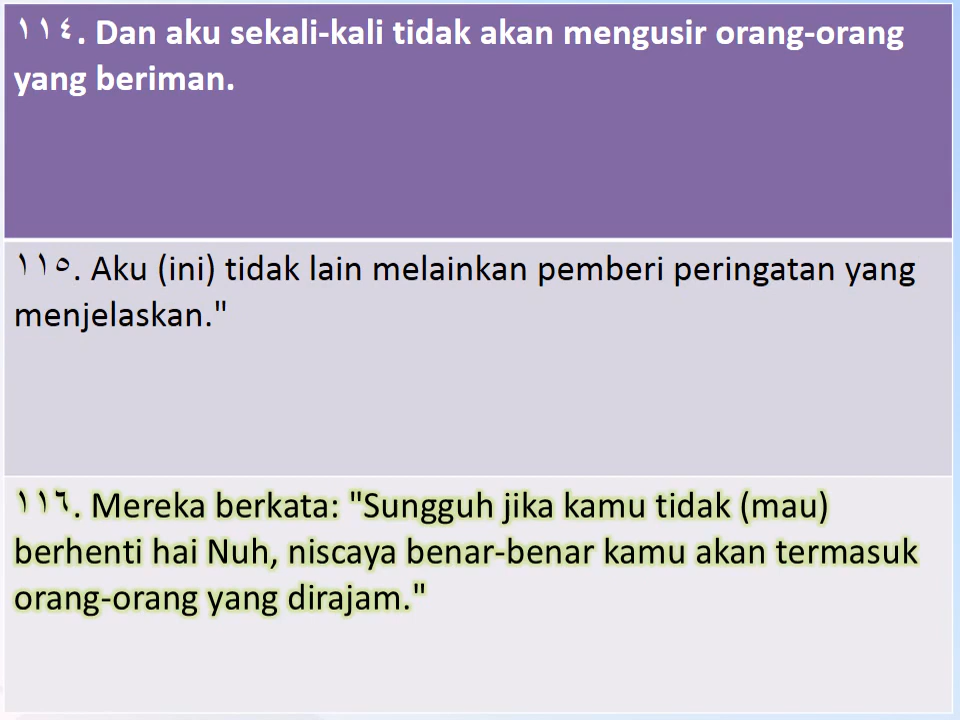 ١١٤. Dan aku sekali-kali tidak akan mengusir orang-orang
yang beriman.
١١٥. Aku (ini) tidak lain melainkan pemberi peringatan yang
menjelaskan."
١١٦. Mereka berkata: "Sungguh jika kamu tidak (mau)
berhenti hai Nuh, niscaya benar-benar kamu akan termasuk
orang-orang yang dirajam."